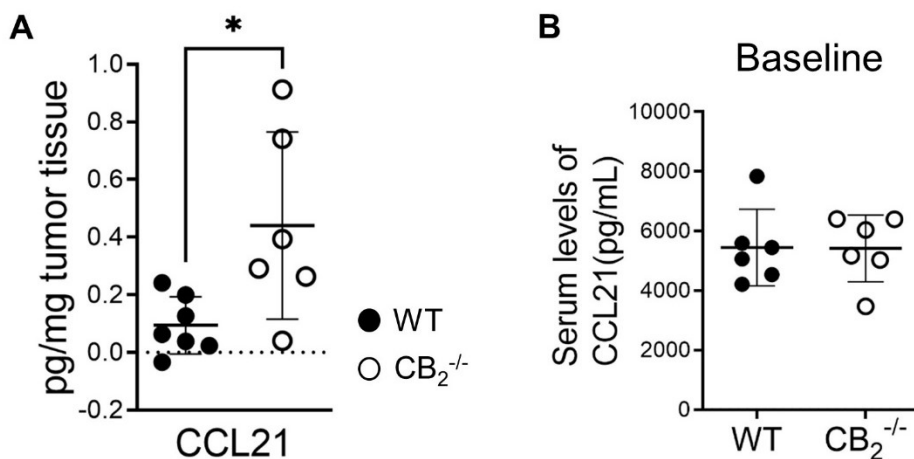 A
*
pg/mg tumor tissue
1.0
0.8
0.6
0.4
0.2
0.0
-0.2
CCL21
WT
CB₂⁻/⁻
B
Baseline
Serum levels of
CCL21(pg/mL)
10000
8000
6000
4000
2000
0
WT
CB₂⁻/⁻